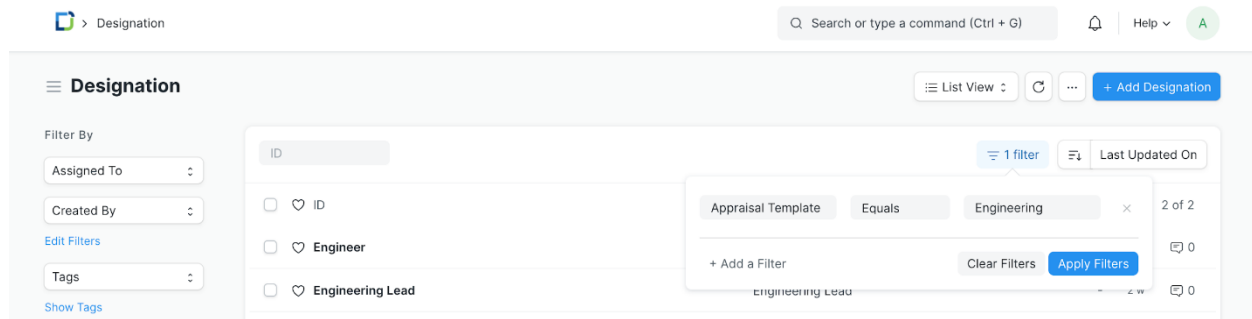 Designation
Search or type a command (Ctrl + G)
Help
A
Designation
List View
+ Add Designation
Filter By
Assigned To
Created By
Edit Filters
Tags
Show Tags
ID
1 filter
Last Updated On
ID
2 of 2
Appraisal Template Equals Engineering
+ Add a Filter
Clear Filters Apply Filters
Engineer
0
Engineering Lead
Engineering Lead
- 2 w 0